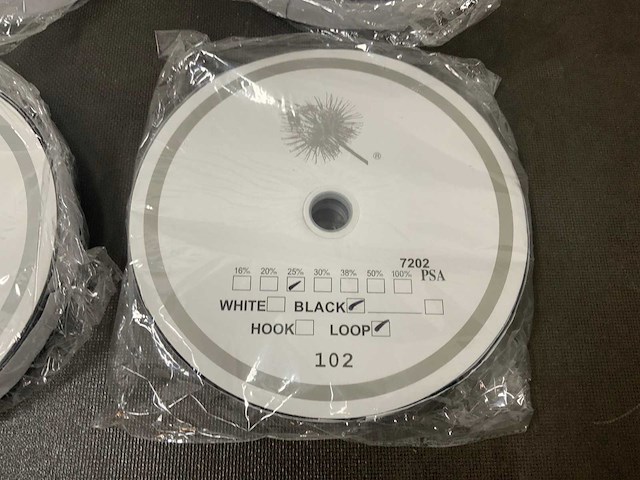 ®
7202
16% 20% 25% 30% 38% 50% 100% PSA
WHITE BLACK
HOOK LOOP
102